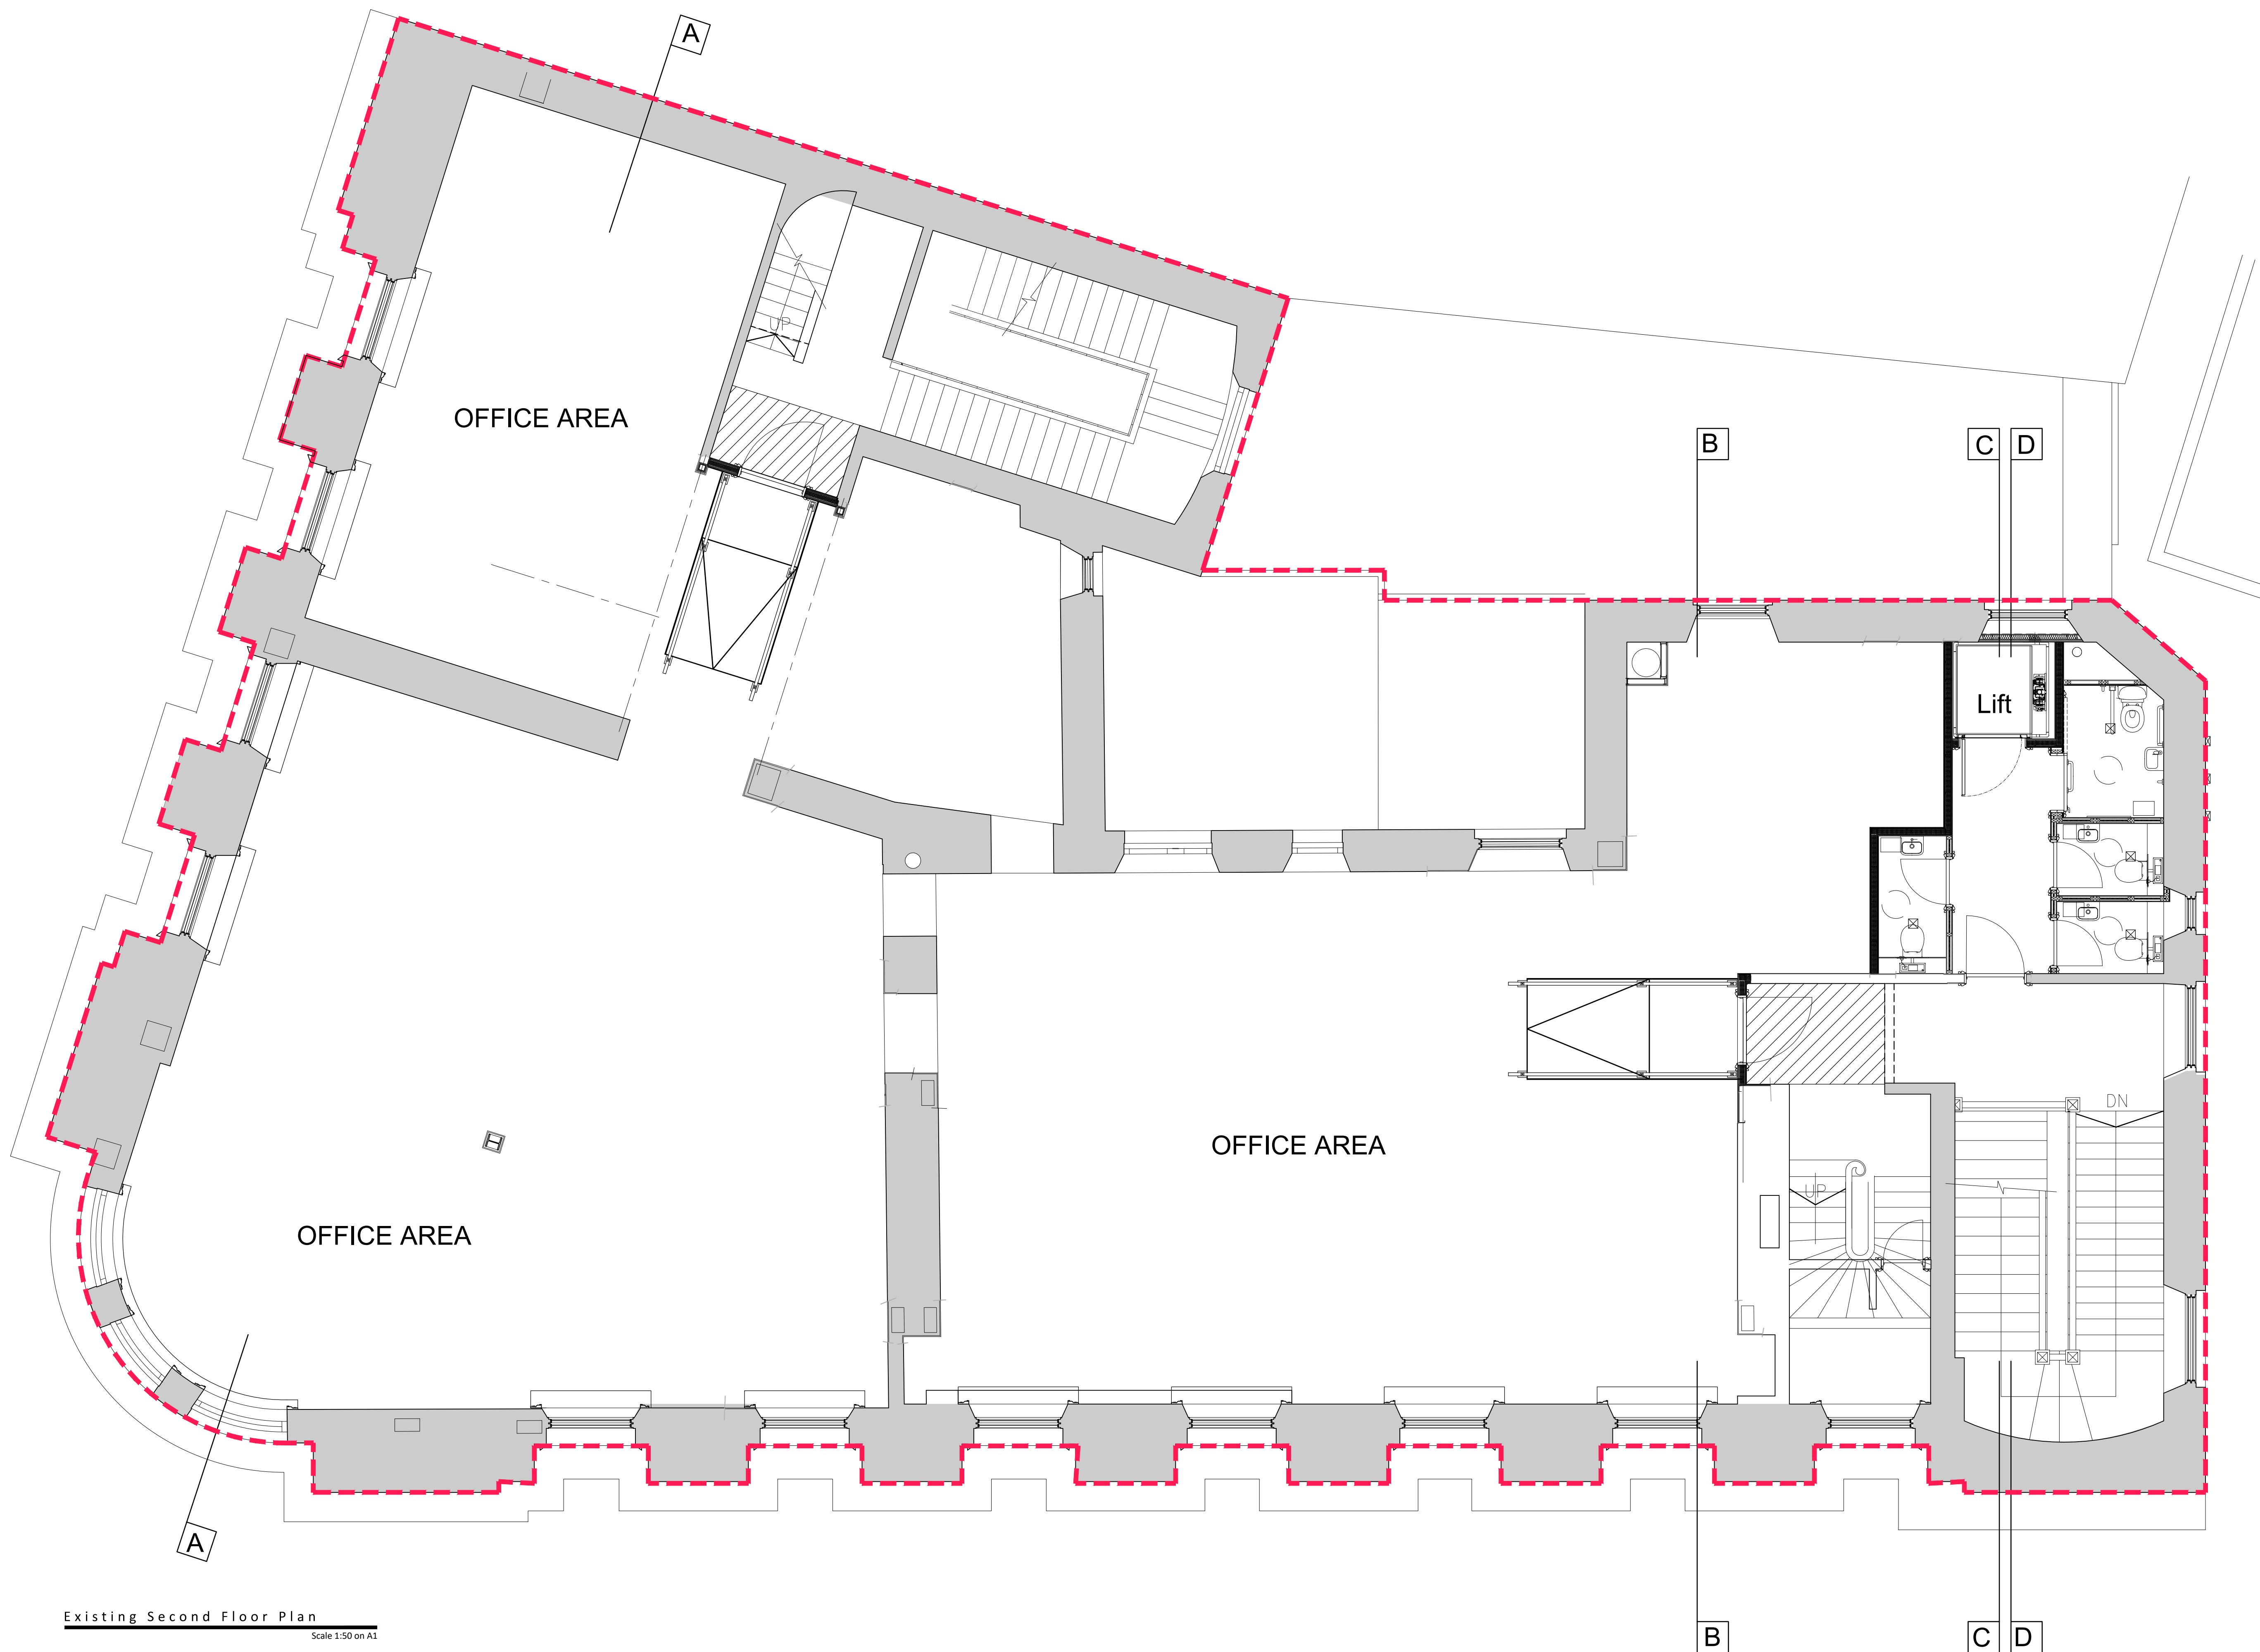 A
OFFICE AREA
UP
B
C D
Lift
DN
OFFICE AREA
UP
OFFICE AREA
A
Existing Second Floor Plan
Scale 1:50 on A1
B
C D